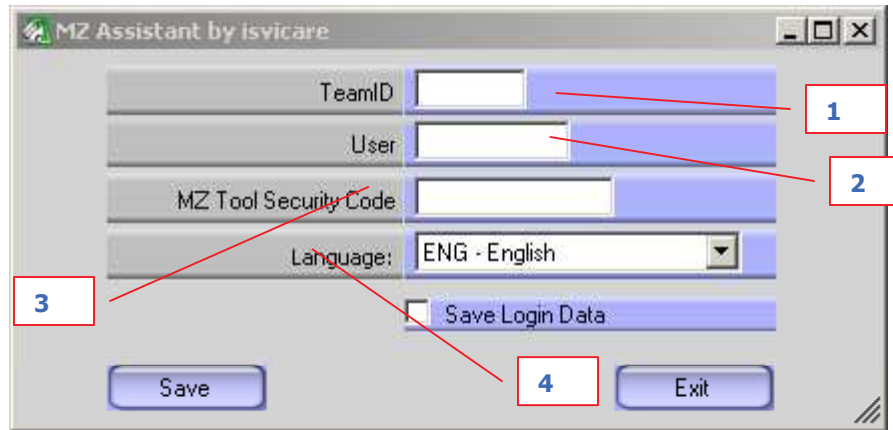 MZ Assistant by isvicare
TeamID
1
User
2
MZ Tool Security Code
Language: ENG - English
3
Save Login Data
Save
4
Exit